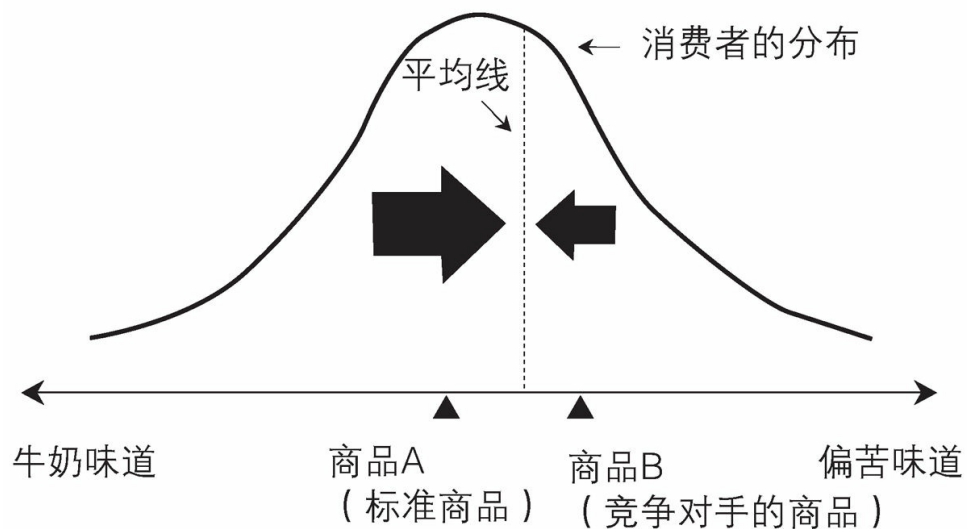 消费者的分布
平均线
牛奶味道
商品A
（标准商品）
商品B
（竞争对手的商品）
偏苦味道